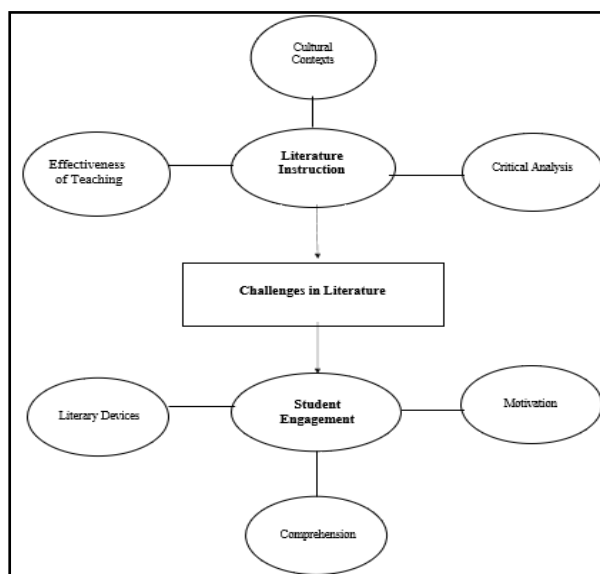 Cultural
Contexts
Effectiveness
of Teaching
Literature
Instruction
Critical Analysis
Challenges in Literature
Literary Devices
Student
Engagement
Motivation
Comprehension